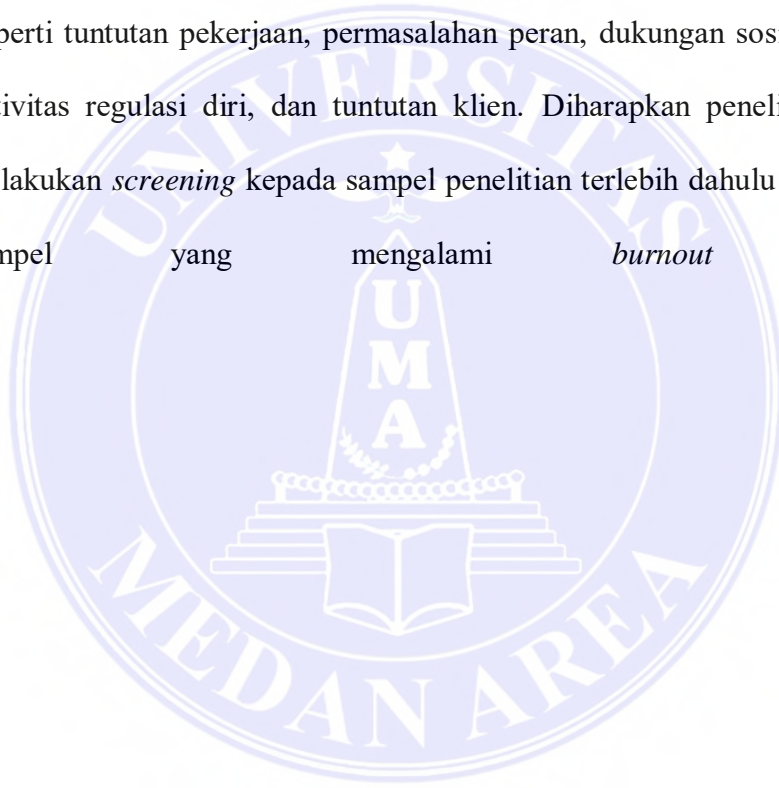 perti tuntutan pekerjaan, permasalahan peran, dukungan sos
tivitas regulasi diri, dan tuntutan klien. Diharapkan peneli
lakukan screening kepada sampel penelitian terlebih dahulu
mpel yang mengalami burnout
UNIVERSITAS
UMA
MEDAN AREA